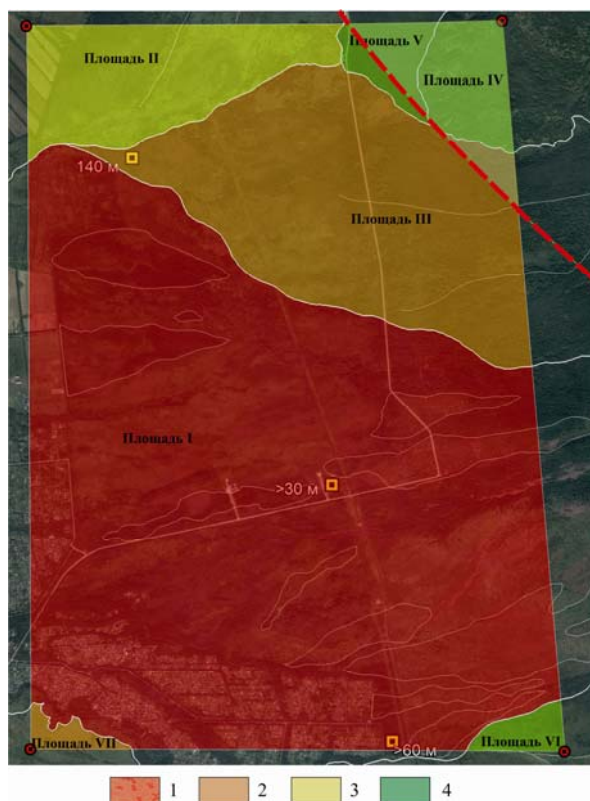 Площадь II
Площадь V
Площадь IV
140 м
Площадь III
Площадь I
>30 м
Площадь VII
>60 м
Площадь VI
1 2 3 4